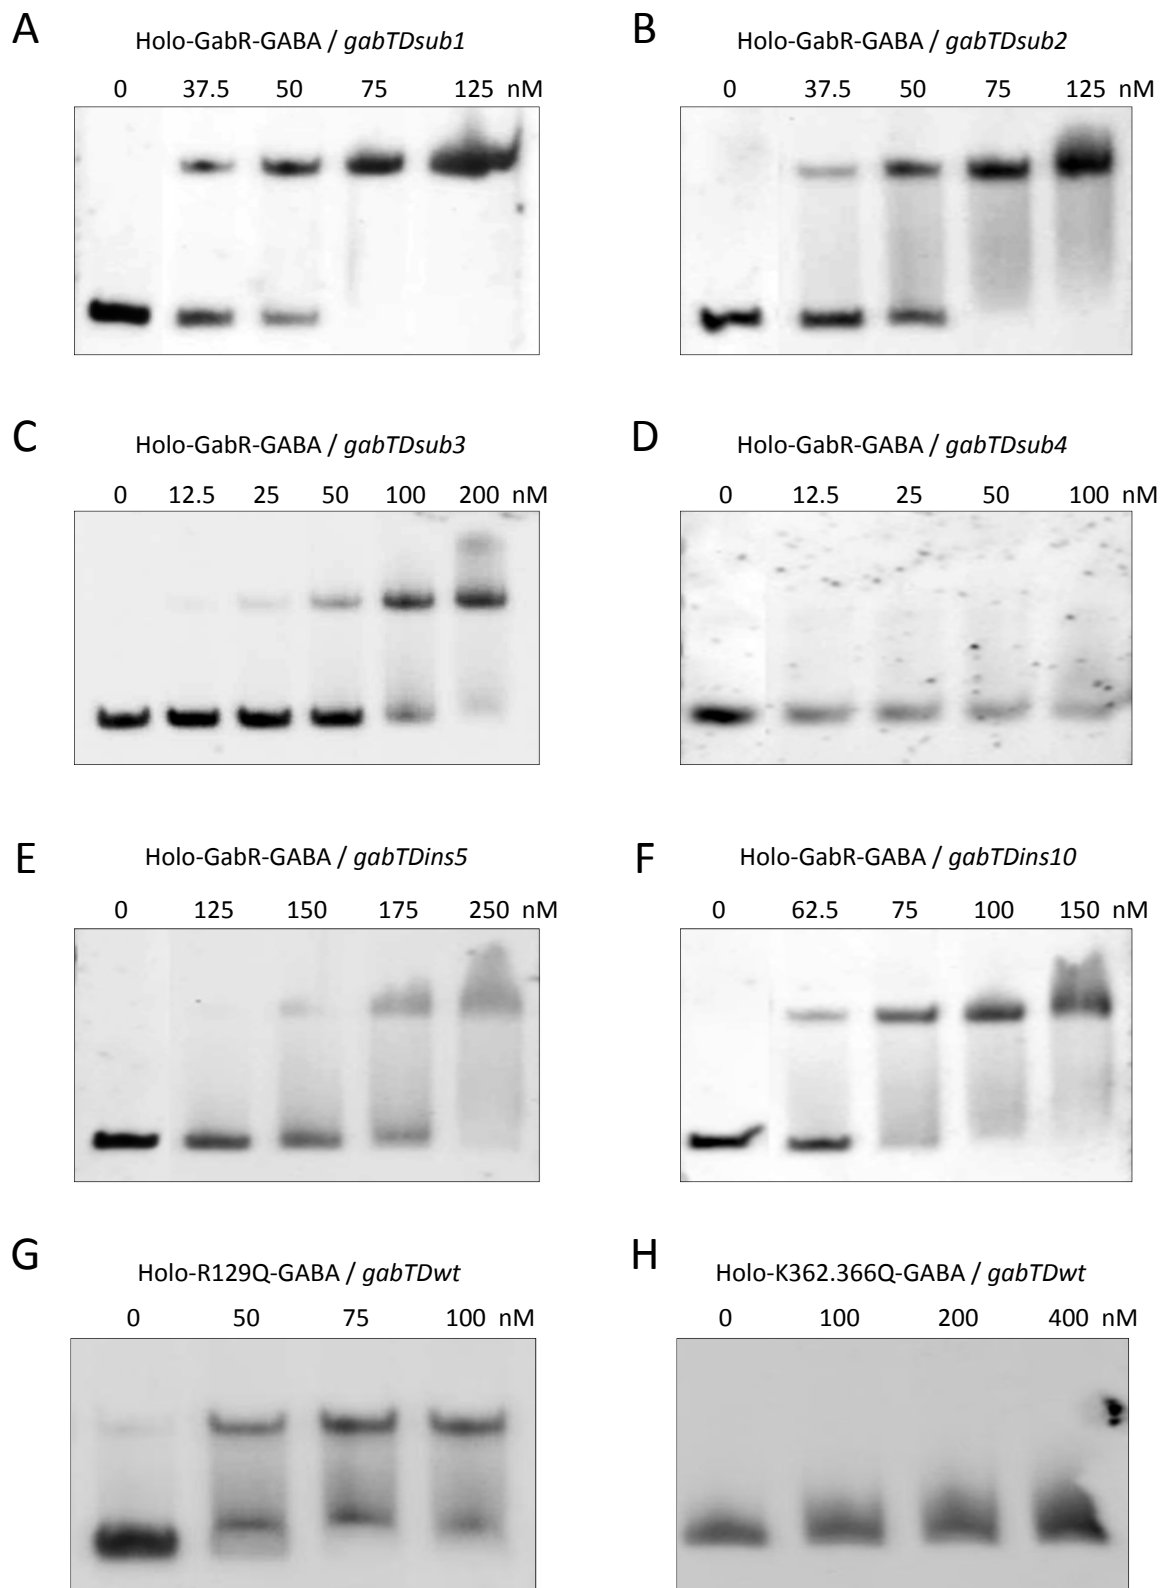 A
Holo-GabR-GABA / gabTDsub1
0 37.5 50 75 125 nM
B
Holo-GabR-GABA / gabTDsub2
0 37.5 50 75 125 nM
C
Holo-GabR-GABA / gabTDsub3
0 12.5 25 50 100 200 nM
D
Holo-GabR-GABA / gabTDsub4
0 12.5 25 50 100 nM
E
Holo-GabR-GABA / gabTDins5
0 125 150 175 250 nM
F
Holo-GabR-GABA / gabTDins10
0 62.5 75 100 150 nM
G
Holo-R129Q-GABA / gabTDwt
0 50 75 100 nM
H
Holo-K362.366Q-GABA / gabTDwt
0 100 200 400 nM